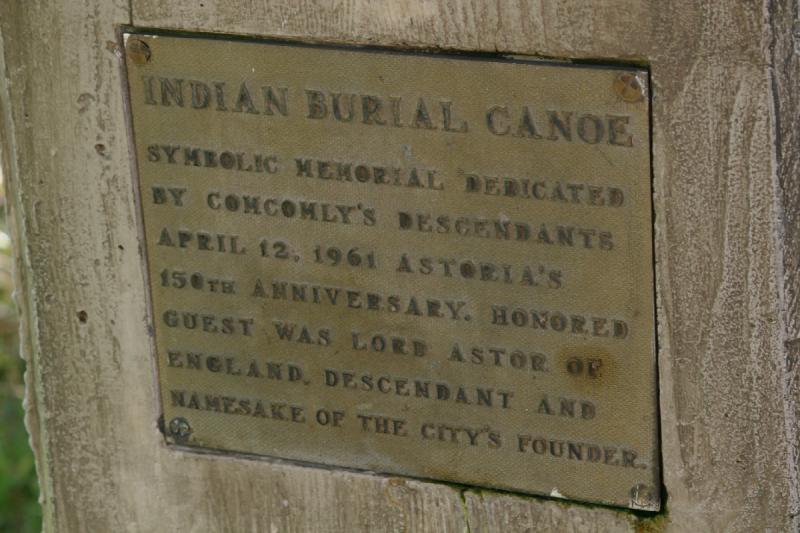 INDIAN BURIAL CANOE
SYMBOLIC MEMORIAL DEDICATED
BY COMCOMLY'S DESCENDANTS
APRIL 12, 1961 ASTORIA'S
150TH ANNIVERSARY. HONORED
GUEST WAS LORD ASTOR OF
ENGLAND, DESCENDANT AND
NAMESAKE OF THE CITY'S FOUNDER.